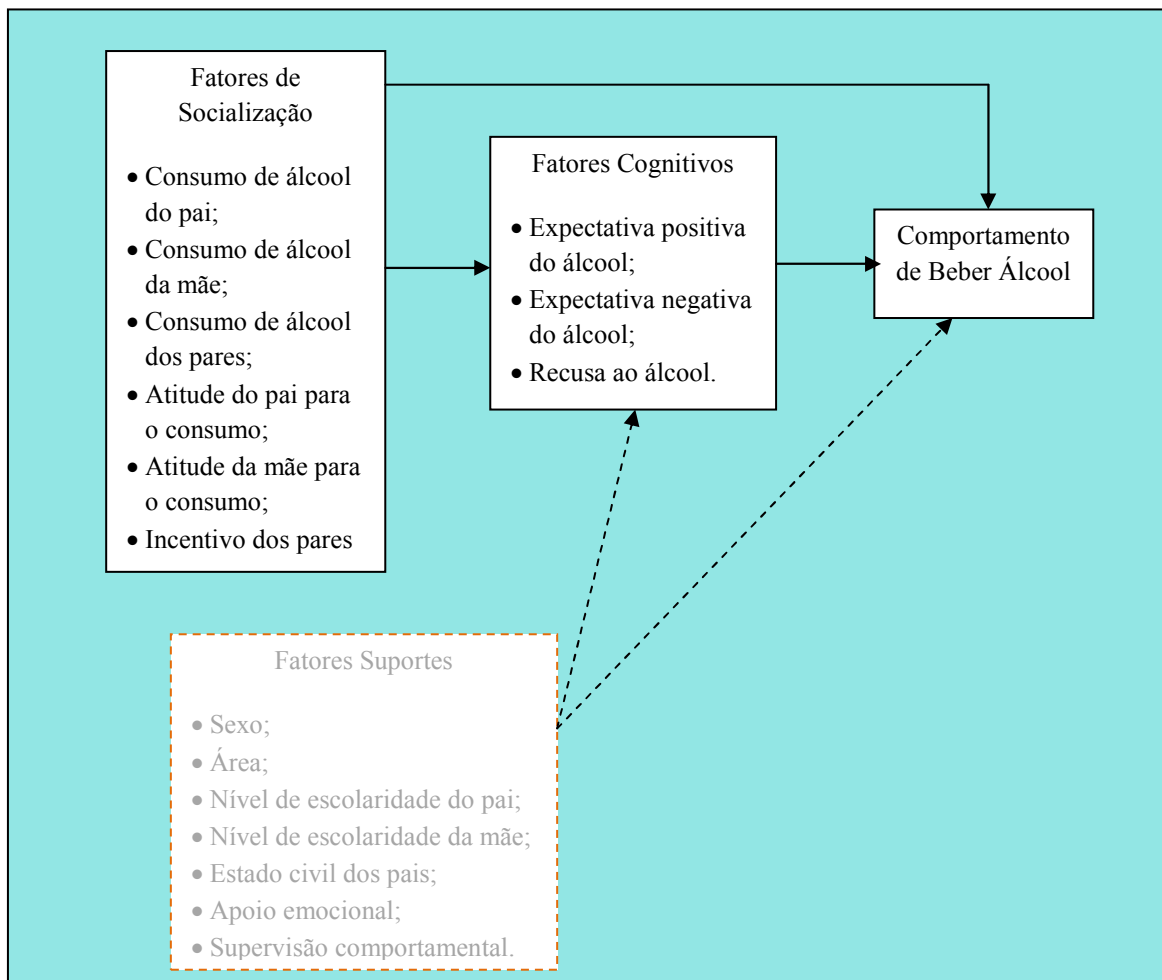 Fatores de
Socialização
• Consumo de álcool
do pai;
• Consumo de álcool
da mãe;
• Consumo de álcool
dos pares;
• Atitude do pai para
o consumo;
• Atitude da mãe para
o consumo;
• Incentivo dos pares
Fatores Cognitivos
• Expectativa positiva
do álcool;
• Expectativa negativa
do álcool;
• Recusa ao álcool.
Comportamento
de Beber Álcool
Fatores Suportes
• Sexo;
• Área;
• Nível de escolaridade do pai;
• Nível de escolaridade da mãe;
• Estado civil dos pais;
• Apoio emocional;
• Supervisão comportamental.